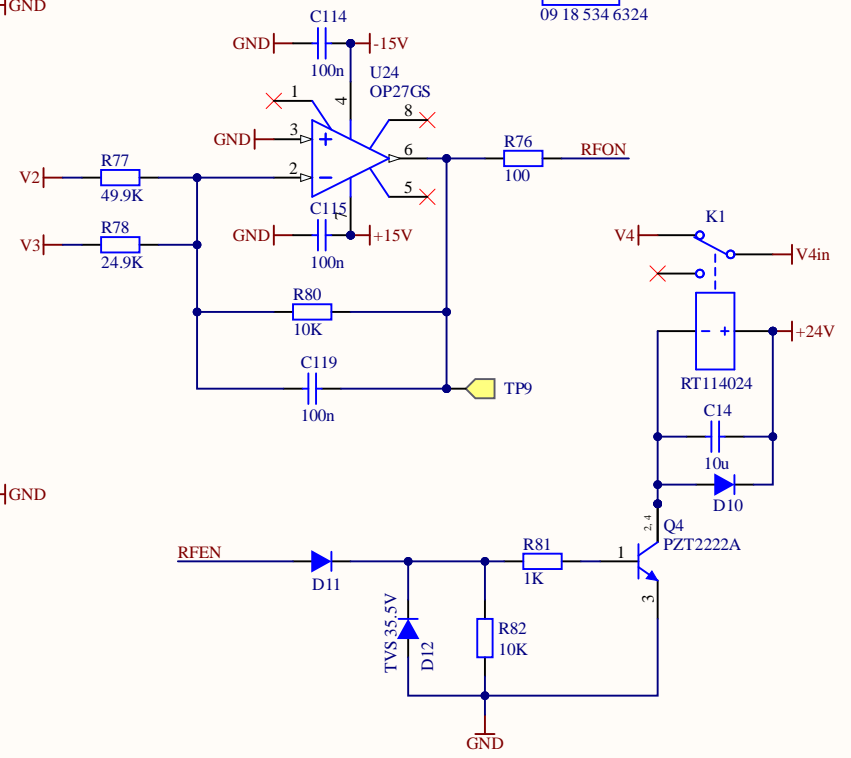 GND
09 18 534 6324
C114
GND
-15V
100n
U24
OP27GS
1
4
8
GND
3
+
6
R76
RFON
100
2
−
V2
R77
49.9K
5
C115
7
GND
+15V
100n
V3
R78
24.9K
K1
V4
V4in
R80
10K
- +
+24V
RT114024
C119
100n
TP9
C14
10u
D10
GND
2, 4
Q4
PZT2222A
RFEN
D11
R81
1K
1
3
TVS 35.5V
D12
R82
10K
GND